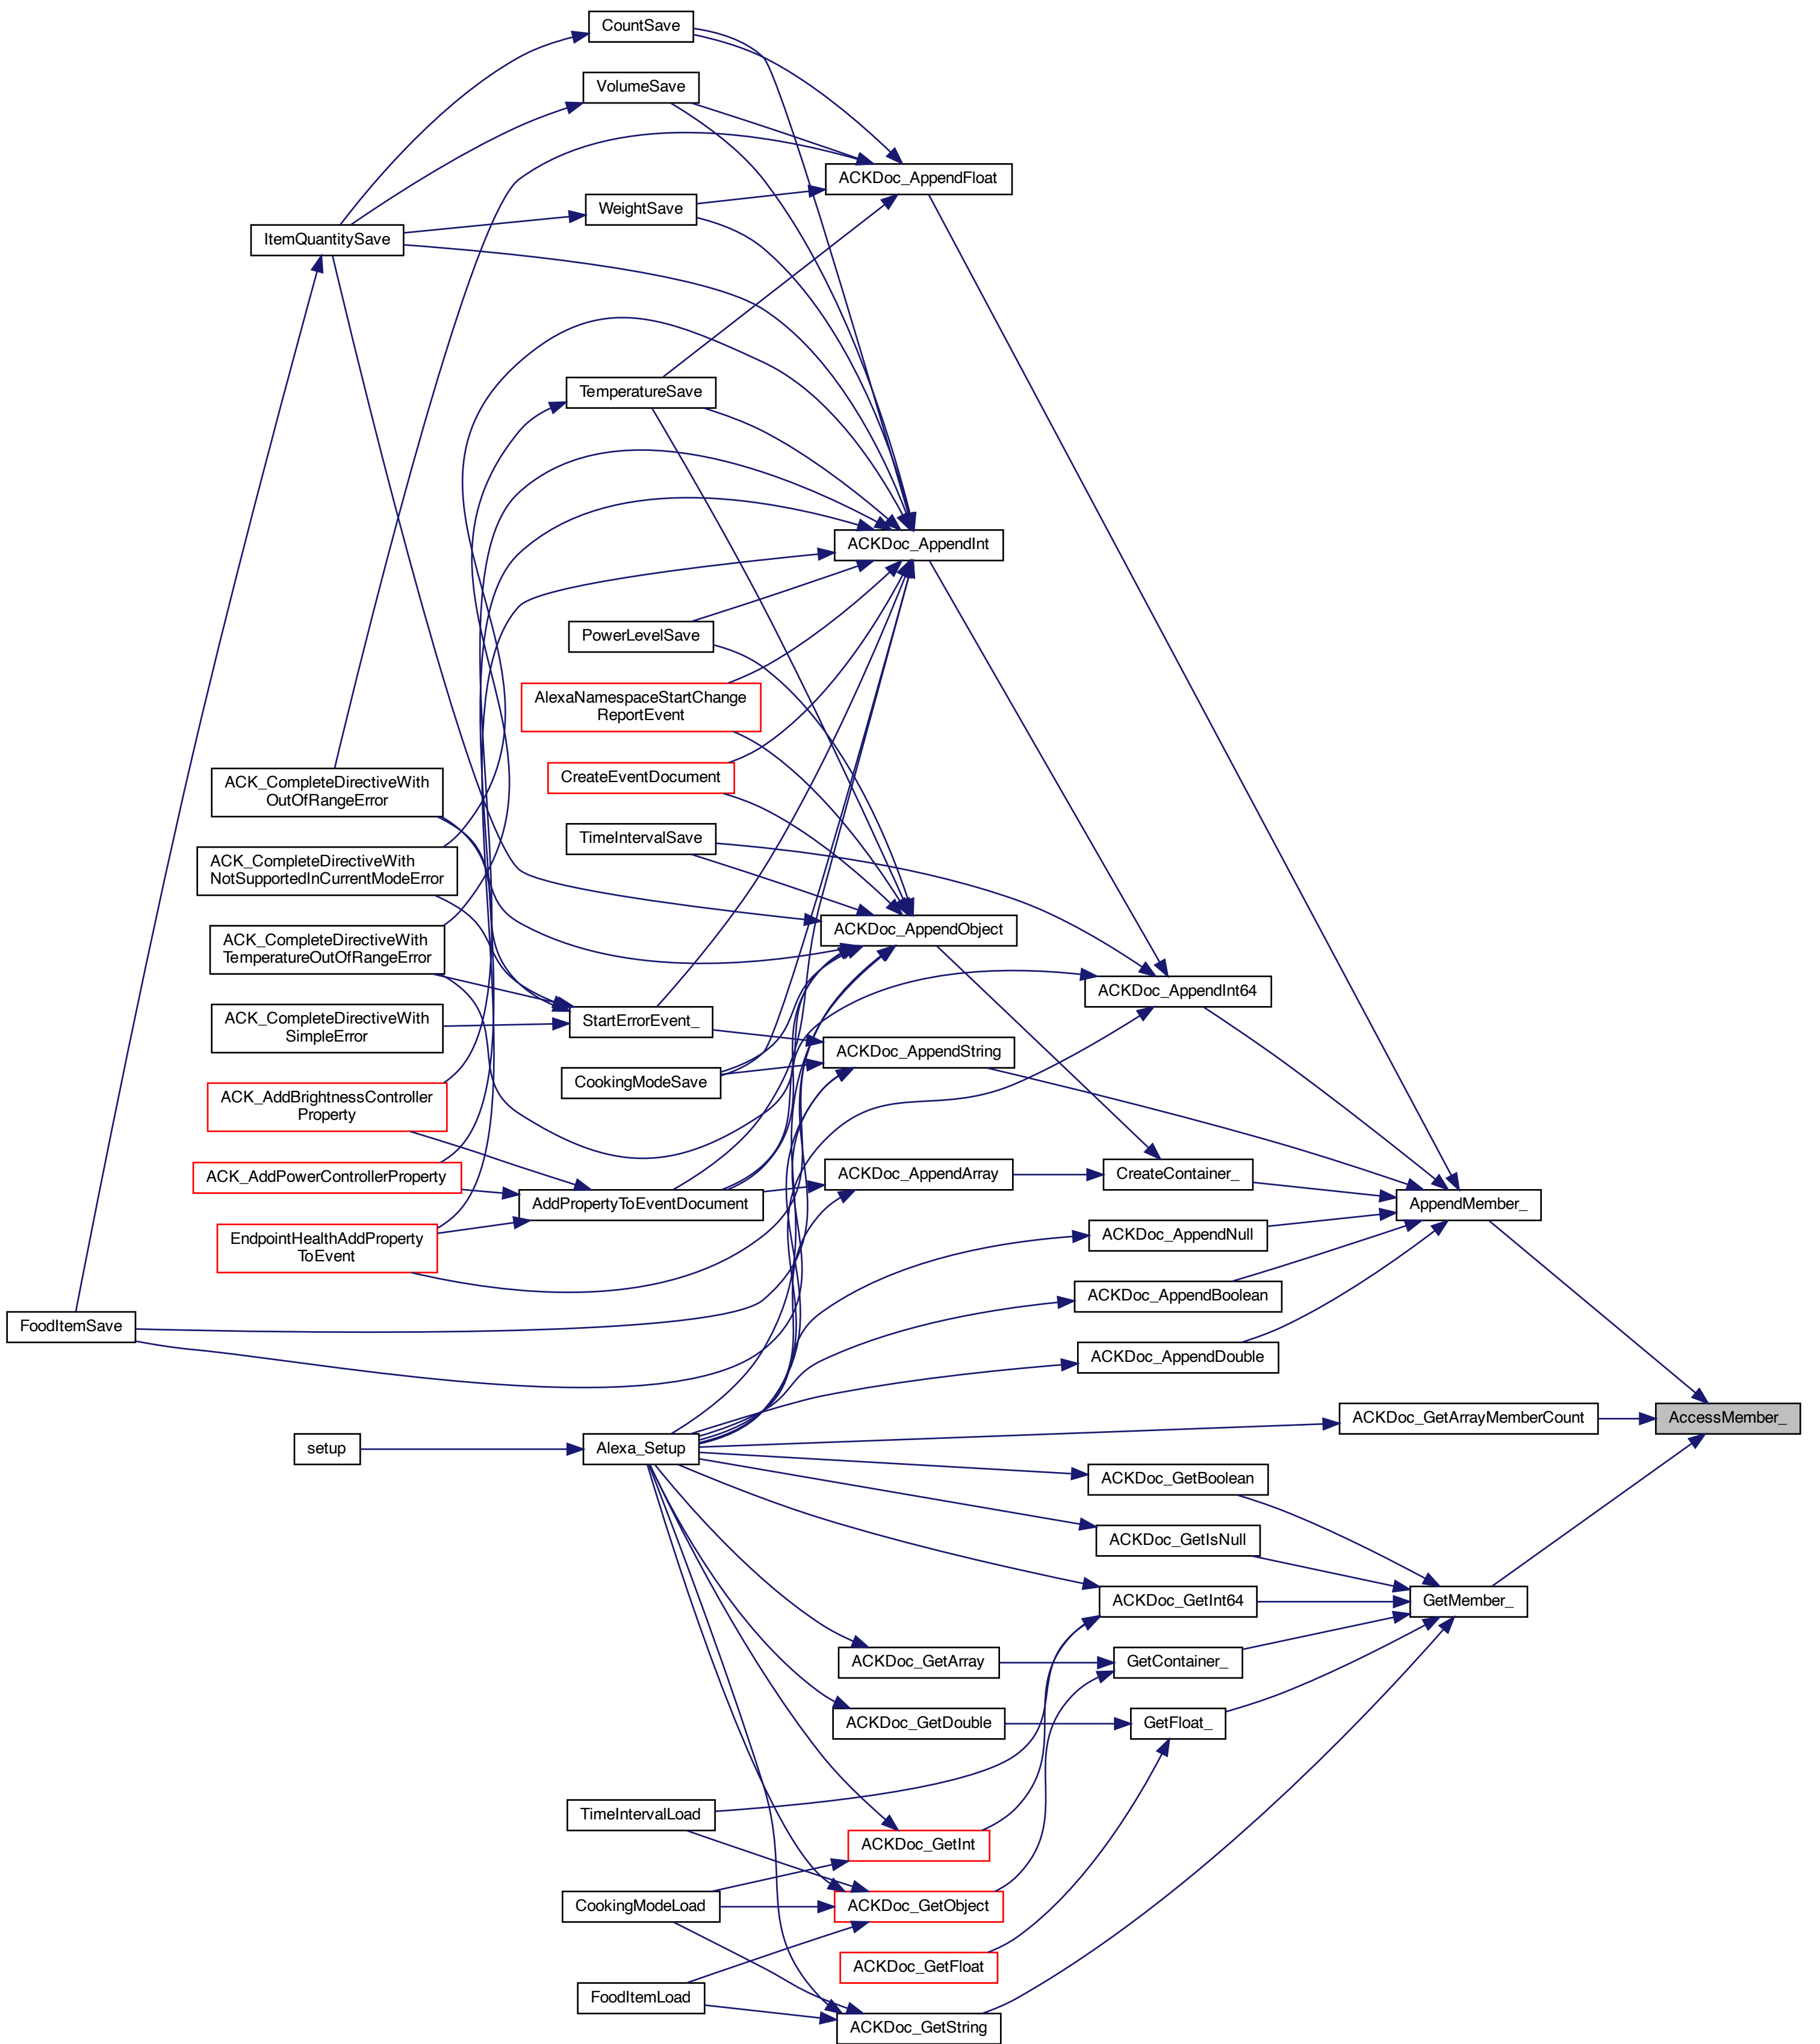 CountSave
VolumeSave
ACKDoc_AppendFloat
WeightSave
ItemQuantitySave
TemperatureSave
ACKDoc_AppendInt
PowerLevelSave
AlexaNamespaceStartChange
ReportEvent
CreateEventDocument
ACK_CompleteDirectiveWith
OutOfRangeError
TimeIntervalSave
ACK_CompleteDirectiveWith
NotSupportedInCurrentModeError
ACKDoc_AppendObject
ACK_CompleteDirectiveWith
TemperatureOutOfRangeError
ACKDoc_AppendInt64
StartErrorEvent_
ACK_CompleteDirectiveWith
SimpleError
ACKDoc_AppendString
CookingModeSave
ACK_AddBrightnessController
Property
ACKDoc_AppendArray
CreateContainer_
ACK_AddPowerControllerProperty
AddPropertyToEventDocument
AppendMember_
ACKDoc_AppendNull
EndpointHealthAddProperty
ToEvent
ACKDoc_AppendBoolean
FoodItemSave
ACKDoc_AppendDouble
ACKDoc_GetArrayMemberCount
AccessMember_
setup
Alexa_Setup
ACKDoc_GetBoolean
ACKDoc_GetIsNull
ACKDoc_GetInt64
GetMember_
ACKDoc_GetArray
GetContainer_
ACKDoc_GetDouble
GetFloat_
TimeIntervalLoad
ACKDoc_GetInt
CookingModeLoad
ACKDoc_GetObject
ACKDoc_GetFloat
FoodItemLoad
ACKDoc_GetString